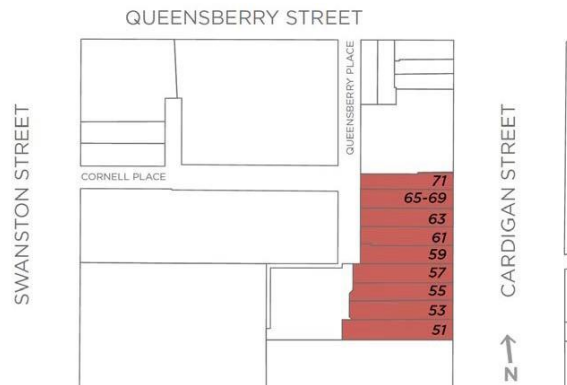 QUEENSBERRY STREET
SWANSTON STREET
QUEENSBERRY PLACE
CORNELL PLACE
CARDIGAN STREET
71
65-69
63
61
59
57
55
53
51
N